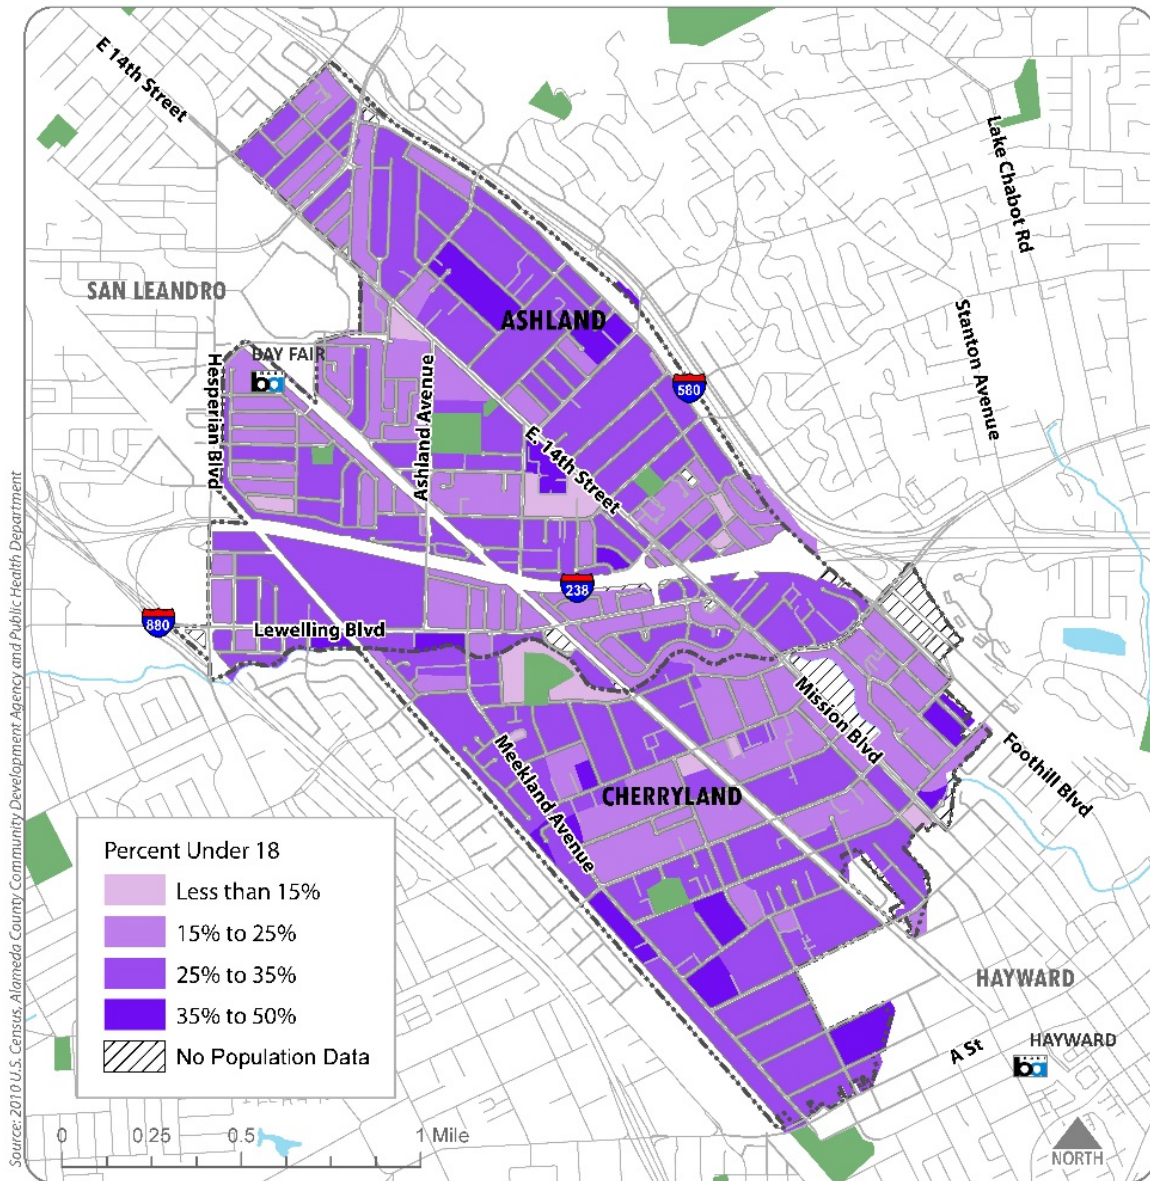 E 14th Street
Lake Chabot Rd
SAN LEANDRO
ASHLAND
Stanton Avenue
BAY FAIR
ba
Hesperian Blvd
580
Ashland Avenue
E. 14th Street
238
880
Lewelling Blvd
Mission Blvd
Foothill Blvd
Meekland Avenue
CHERRYLAND
Percent Under 18
Less than 15%
15% to 25%
25% to 35%
35% to 50%
No Population Data
HAYWARD
HAYWARD
A St
ba
0 0.25 0.5 1 Mile
NORTH
Source: 2010 U.S. Census, Alameda County Community Development Agency and Public Health Department